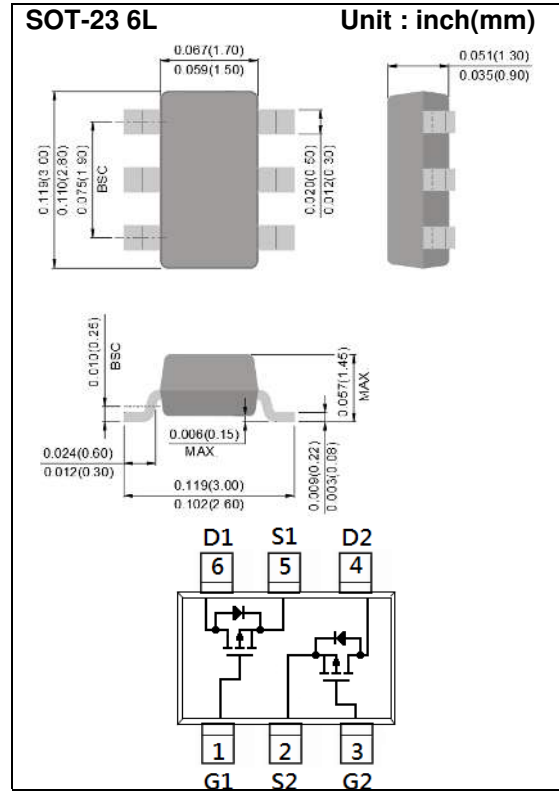 SOT-23 6L Unit : inch(mm)
0.067(1.70)
0.059(1.50)
0.051(1.30)
0.035(0.90)
0.119(3.00)
0.110(2.80)
0.075(1.90)
BSC
0.020(0.50)
0.012(0.30)
0.010(0.25)
BSC
0.057(1.45)
MAX.
0.006(0.15)
MAX.
0.024(0.60)
0.012(0.30)
0.009(0.22)
0.003(0.08)
0.119(3.00)
0.102(2.60)
D1 S1 D2
6 5 4
1 2 3
G1 S2 G2